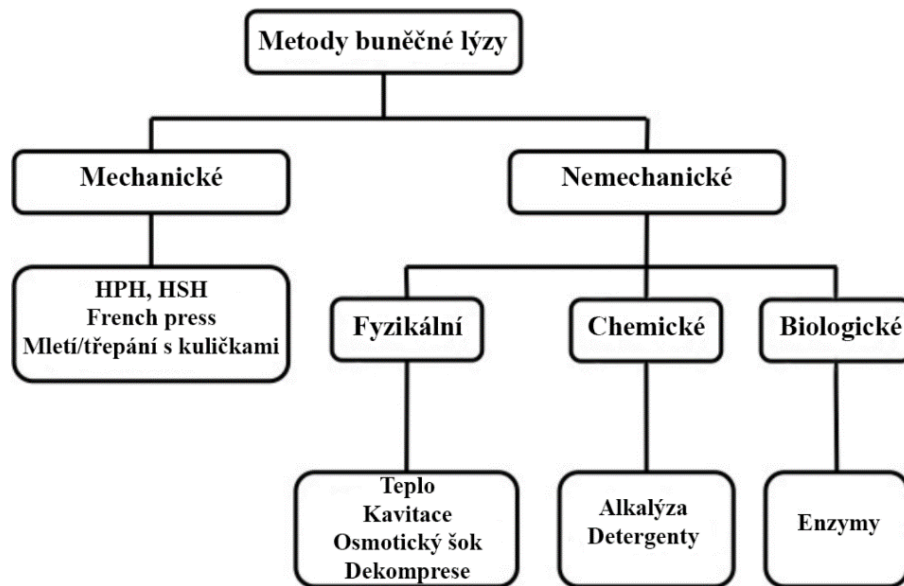 Metody buněčné lýzy
Mechanické
Nemechanické
HPH, HSH
French press
Mletí/třepání s kuličkami
Fyzikální
Chemické
Biologické
Teplo
Kavitace
Osmotický šok
Dekomprese
Alkalýza
Detergenty
Enzymy